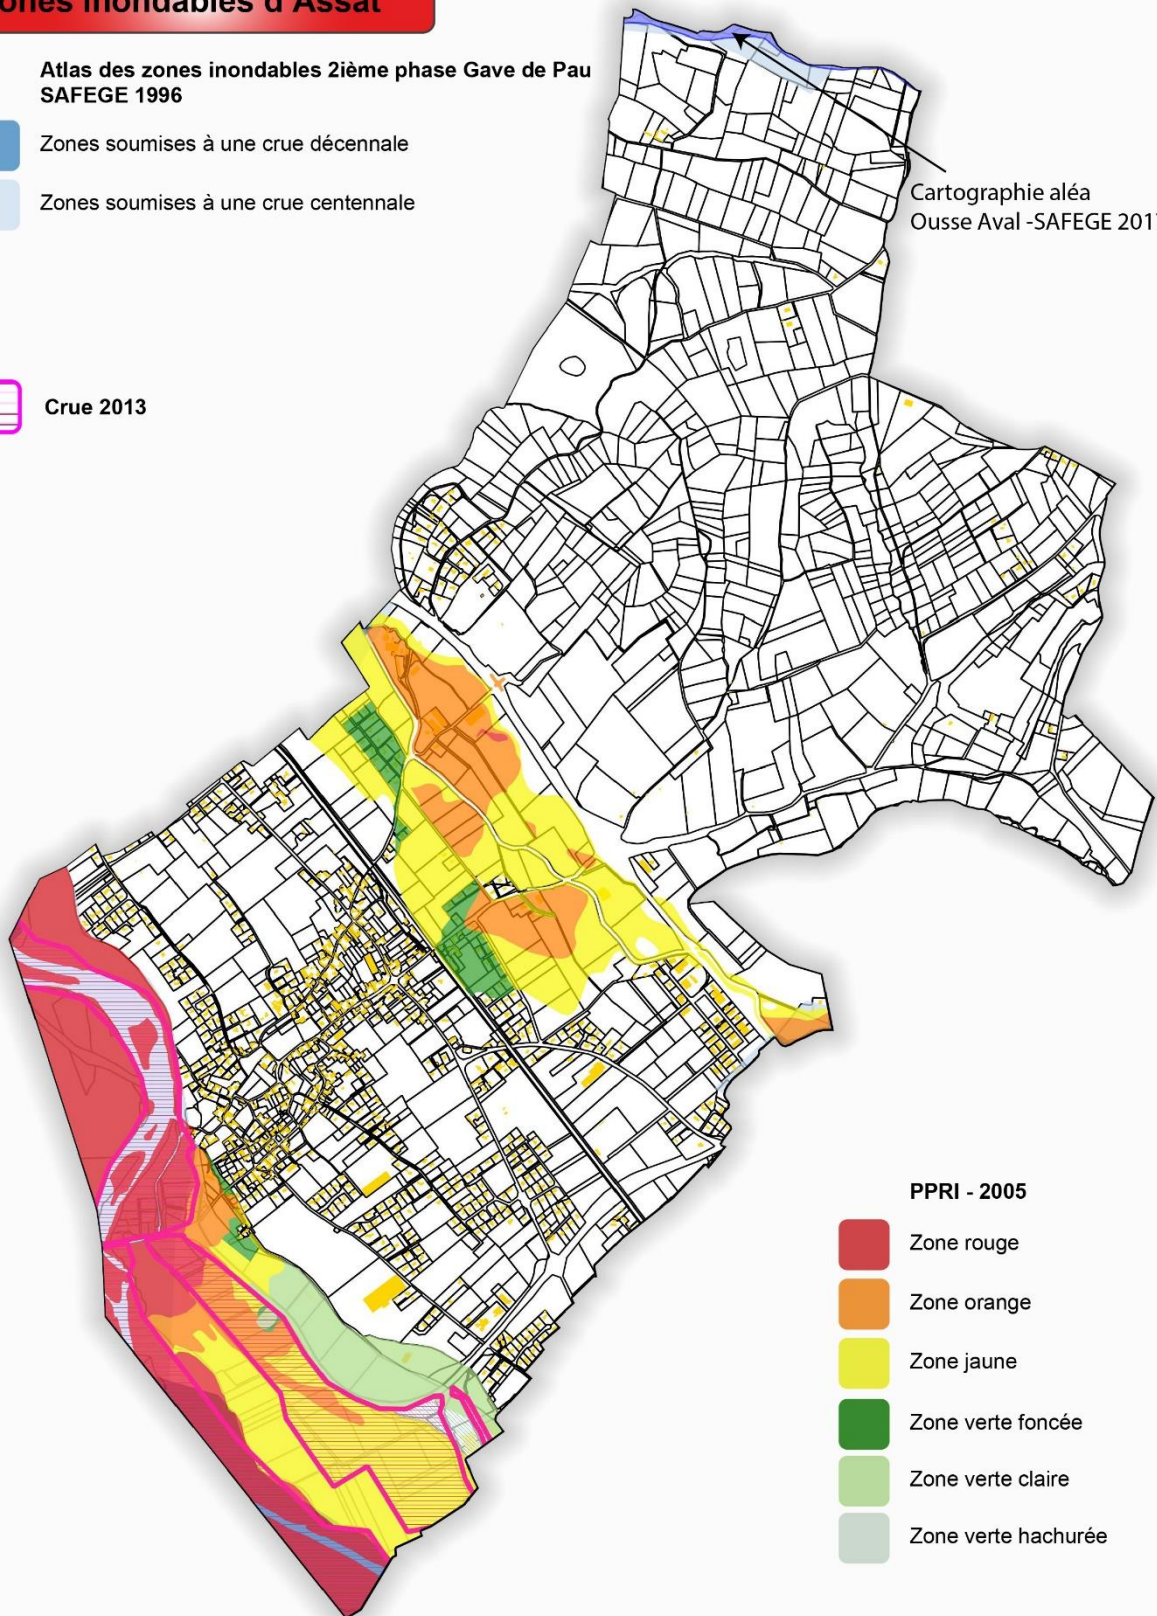 ones inondables d'Assat
Atlas des zones inondables 2ième phase Gave de Pau
SAFEGE 1996
Zones soumises à une crue décennale
Zones soumises à une crue centennale
Cartographie aléa
Ousse Aval -SAFEGE 201
Crue 2013
PPRI - 2005
Zone rouge
Zone orange
Zone jaune
Zone verte foncée
Zone verte claire
Zone verte hachurée